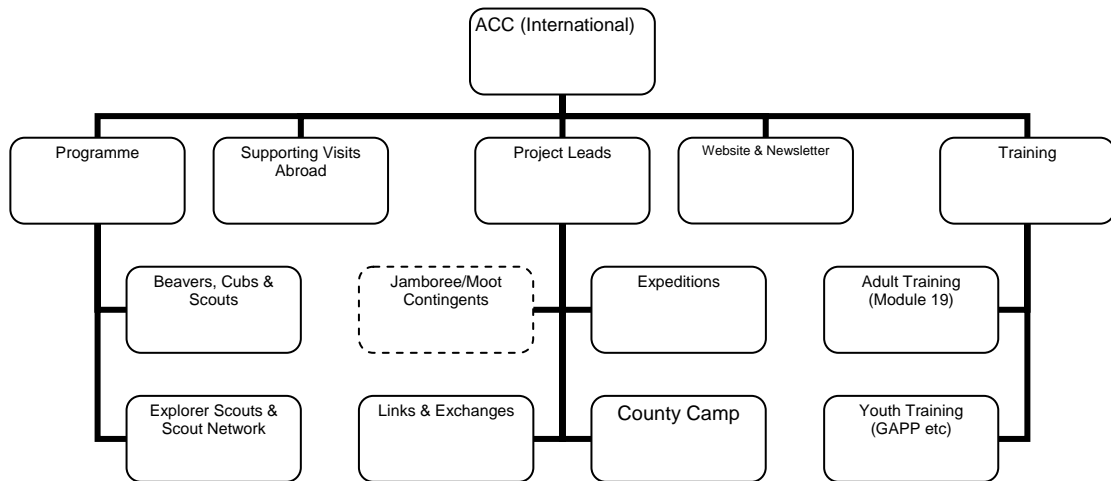 ACC (International)
Programme
Supporting Visits
Abroad
Project Leads
Website & Newsletter
Training
Beavers, Cubs &
Scouts
Jamboree/Moot
Contingents
Expeditions
Adult Training
(Module 19)
Explorer Scouts &
Scout Network
Links & Exchanges
County Camp
Youth Training
(GAPP etc)